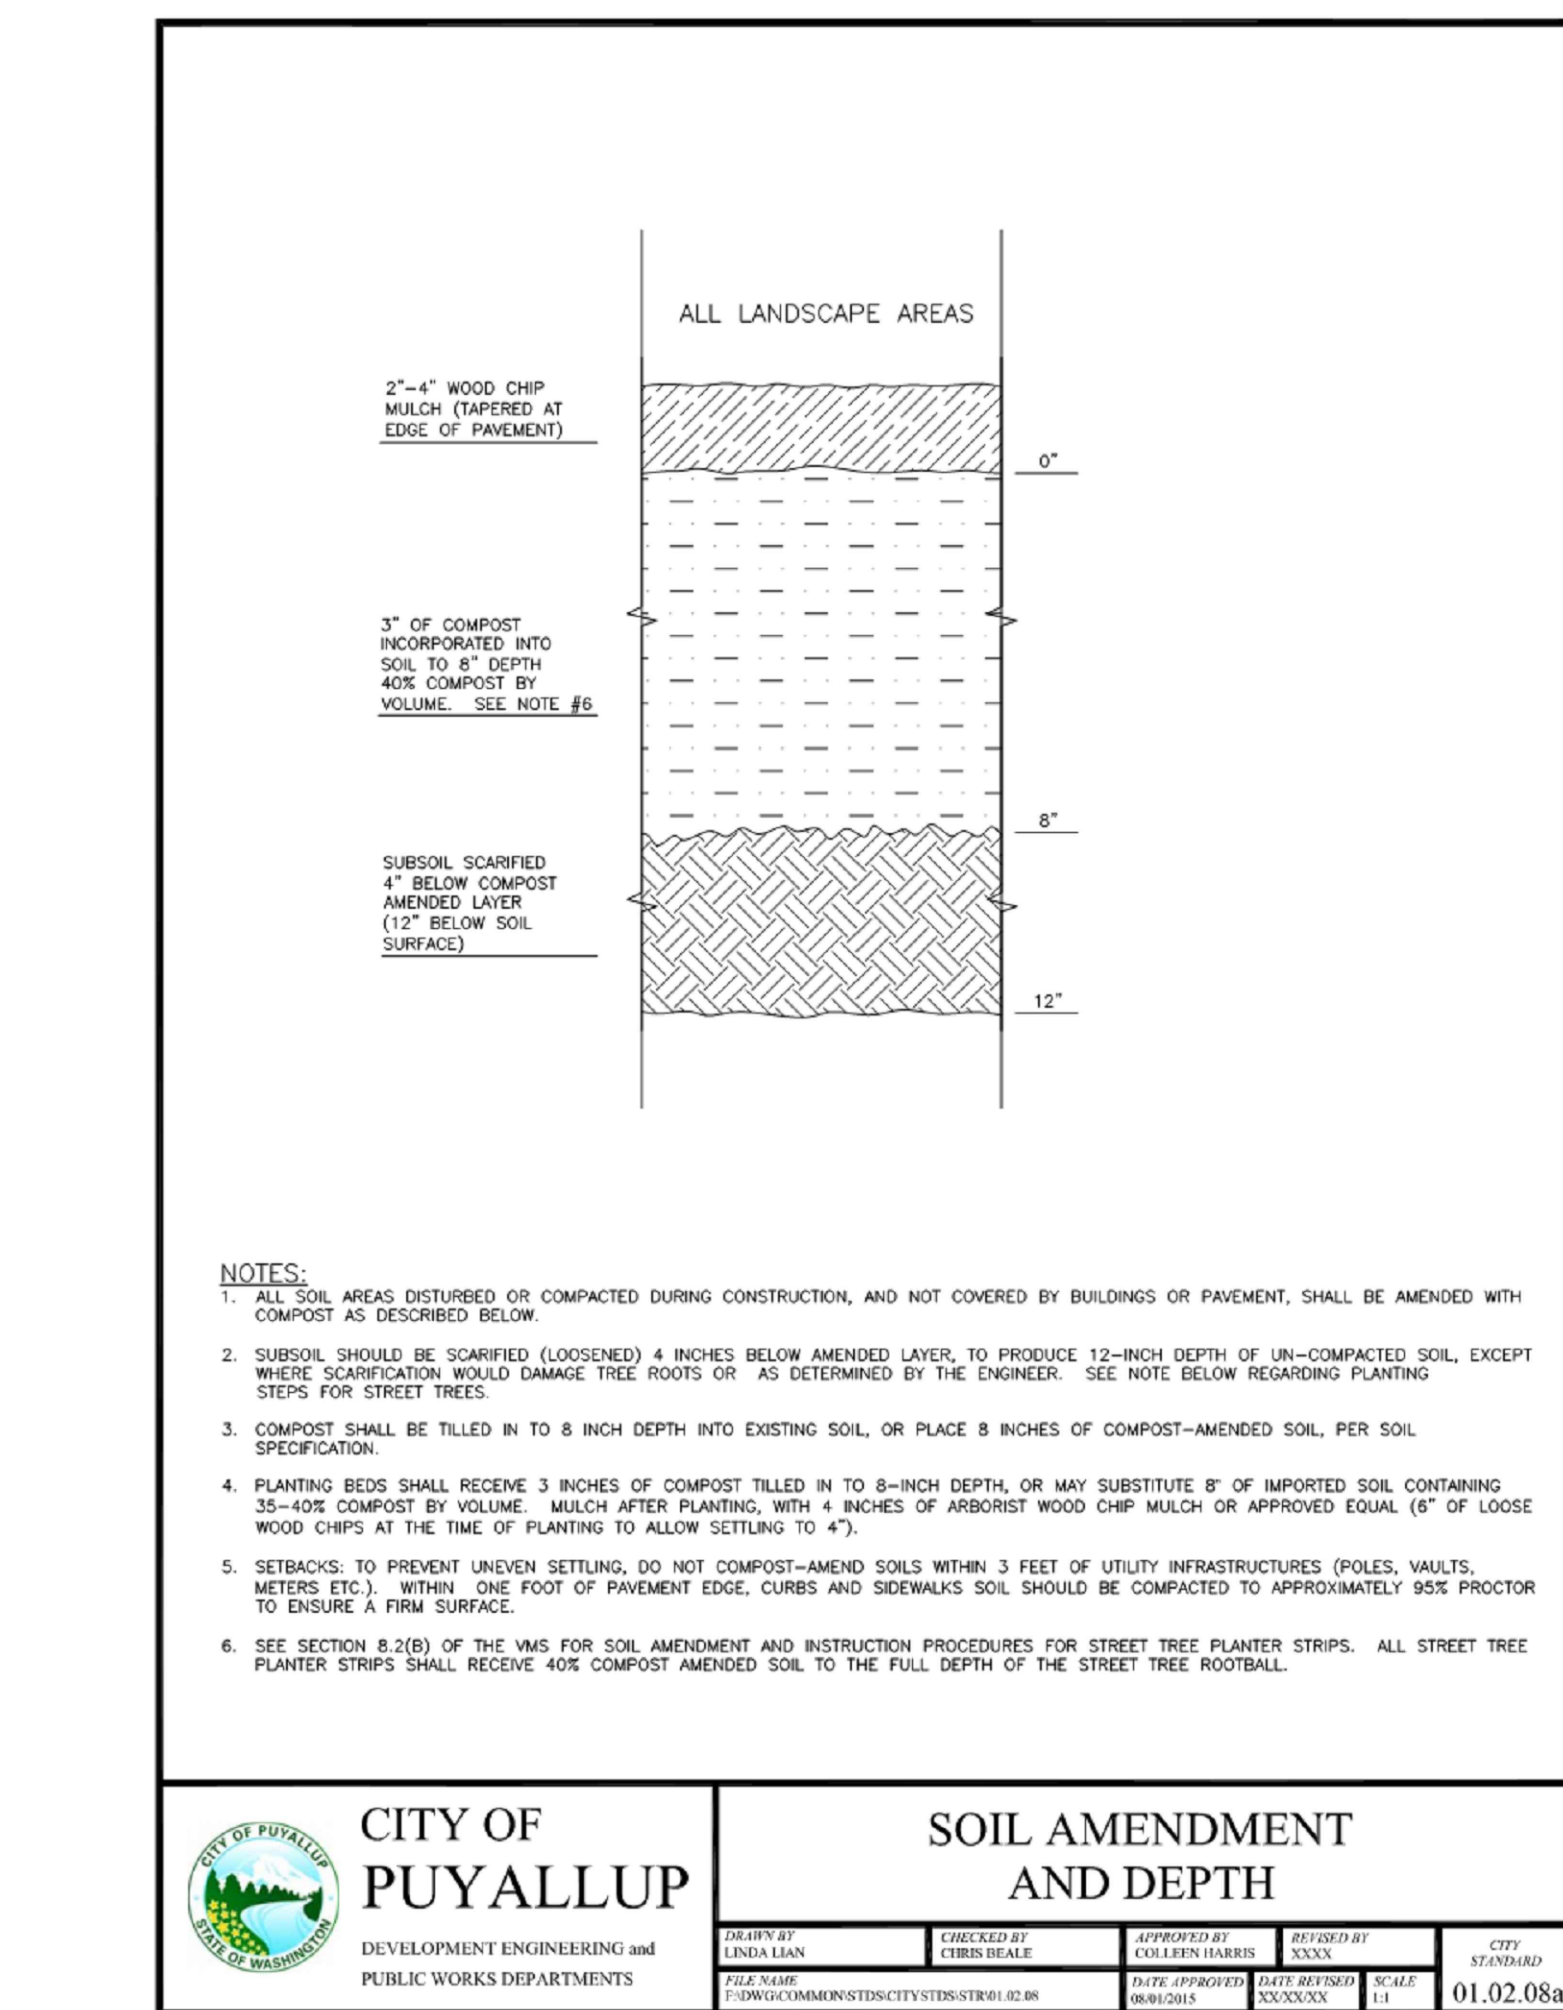 ALL LANDSCAPE AREAS
2"-4" WOOD CHIP
MULCH (TAPERED AT
EDGE OF PAVEMENT)
0"
3" OF COMPOST
INCORPORATED INTO
SOIL TO 8" DEPTH
40% COMPOST BY
VOLUME. SEE NOTE #6
8"
SUBSOIL SCARIFIED
4" BELOW COMPOST
AMENDED LAYER
(12" BELOW SOIL
SURFACE)
12"
NOTES:
1. ALL SOIL AREAS DISTURBED OR COMPACTED DURING CONSTRUCTION, AND NOT COVERED BY BUILDINGS OR PAVEMENT, SHALL BE AMENDED WITH
COMPOST AS DESCRIBED BELOW.
2. SUBSOIL SHOULD BE SCARIFIED (LOOSENED) 4 INCHES BELOW AMENDED LAYER, TO PRODUCE 12-INCH DEPTH OF UN-COMPACTED SOIL, EXCEPT
WHERE SCARIFICATION WOULD DAMAGE TREE ROOTS OR AS DETERMINED BY THE ENGINEER. SEE NOTE BELOW REGARDING PLANTING
STEPS FOR STREET TREES.
3. COMPOST SHALL BE TILLED IN TO 8 INCH DEPTH INTO EXISTING SOIL, OR PLACE 8 INCHES OF COMPOST-AMENDED SOIL, PER SOIL
SPECIFICATION.
4. PLANTING BEDS SHALL RECEIVE 3 INCHES OF COMPOST TILLED IN TO 8-INCH DEPTH, OR MAY SUBSTITUTE 8" OF IMPORTED SOIL CONTAINING
35-40% COMPOST BY VOLUME. MULCH AFTER PLANTING, WITH 4 INCHES OF ARBORIST WOOD CHIP MULCH OR APPROVED EQUAL (6" OF LOOSE
WOOD CHIPS AT THE TIME OF PLANTING TO ALLOW SETTLING TO 4").
5. SETBACKS: TO PREVENT UNEVEN SETTLING, DO NOT COMPOST-AMEND SOILS WITHIN 3 FEET OF UTILITY INFRASTRUCTURES (POLES, VAULTS,
METERS ETC.). WITHIN ONE FOOT OF PAVEMENT EDGE, CURBS AND SIDEWALKS SOIL SHOULD BE COMPACTED TO APPROXIMATELY 95% PROCTOR
TO ENSURE A FIRM SURFACE.
6. SEE SECTION 8.2(B) OF THE VMS FOR SOIL AMENDMENT AND INSTRUCTION PROCEDURES FOR STREET TREE PLANTER STRIPS. ALL STREET TREE
PLANTER STRIPS SHALL RECEIVE 40% COMPOST AMENDED SOIL TO THE FULL DEPTH OF THE STREET TREE ROOTBALL.
CITY OF PUYALLUP
STATE OF WASHINGTON
CITY OF
PUYALLUP
DEVELOPMENT ENGINEERING and
PUBLIC WORKS DEPARTMENTS
SOIL AMENDMENT
AND DEPTH
DRAWN BY
LINDA LIAN
CHECKED BY
CHRIS BEALE
APPROVED BY
COLLEEN HARRIS
REVISED BY
XXXX
FILE NAME
F:\DWG\COMMON\STDS\CITYSTDS\STR\01.02.08
DATE APPROVED
08/01/2015
DATE REVISED
XX/XX/XX
SCALE
1:1
CITY
STANDARD
01.02.08a